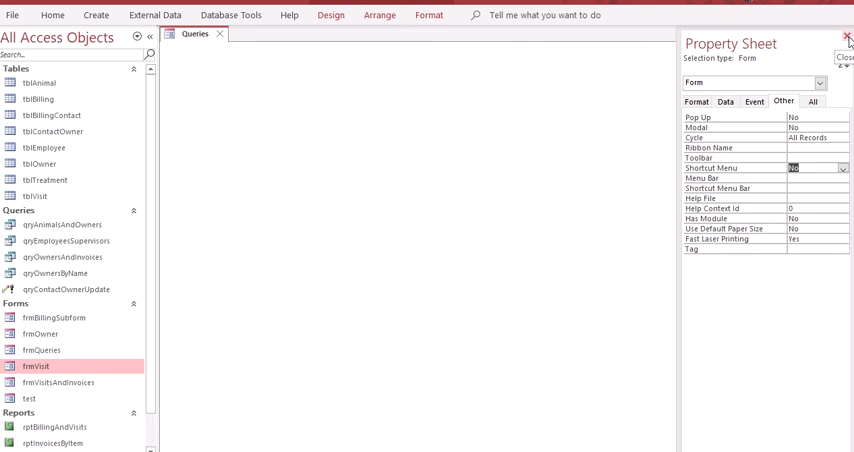 File Home Create External Data Database Tools Help Design Arrange Format Tell me what you want to do
All Access Objects
Search...
Tables
tblAnimal
tblBilling
tblBillingContact
tblContactOwner
tblEmployee
tblOwner
tblTreatment
tblVisit
Queries
qryAnimalsAndOwners
qryEmployeesSupervisors
qryOwnersAndInvoices
qryOwnersByName
qryContactOwnerUpdate
Forms
frmBillingSubform
frmOwner
frmQueries
frmVisit
frmVisitsAndInvoices
test
Reports
rptBillingAndVisits
rptInvoicesByItem
Queries
Property Sheet
Close
Selection type: Form
Form
Format Data Event Other All
Pop Up No
Modal No
Cycle All Records
Ribbon Name
Toolbar
Shortcut Menu No
Menu Bar
Shortcut Menu Bar
Help File
Help Context Id 0
Has Module No
Use Default Paper Size No
Fast Laser Printing Yes
Tag